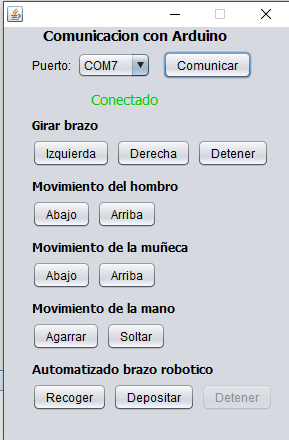 Comunicacion con Arduino
Puerto: COM7 Comunicar
Conectado
Girar brazo
Izquierda Derecha Detener
Movimiento del hombro
Abajo Arriba
Movimiento de la muñeca
Abajo Arriba
Movimiento de la mano
Agarrar Soltar
Automatizado brazo robotico
Recoger Depositar Detener